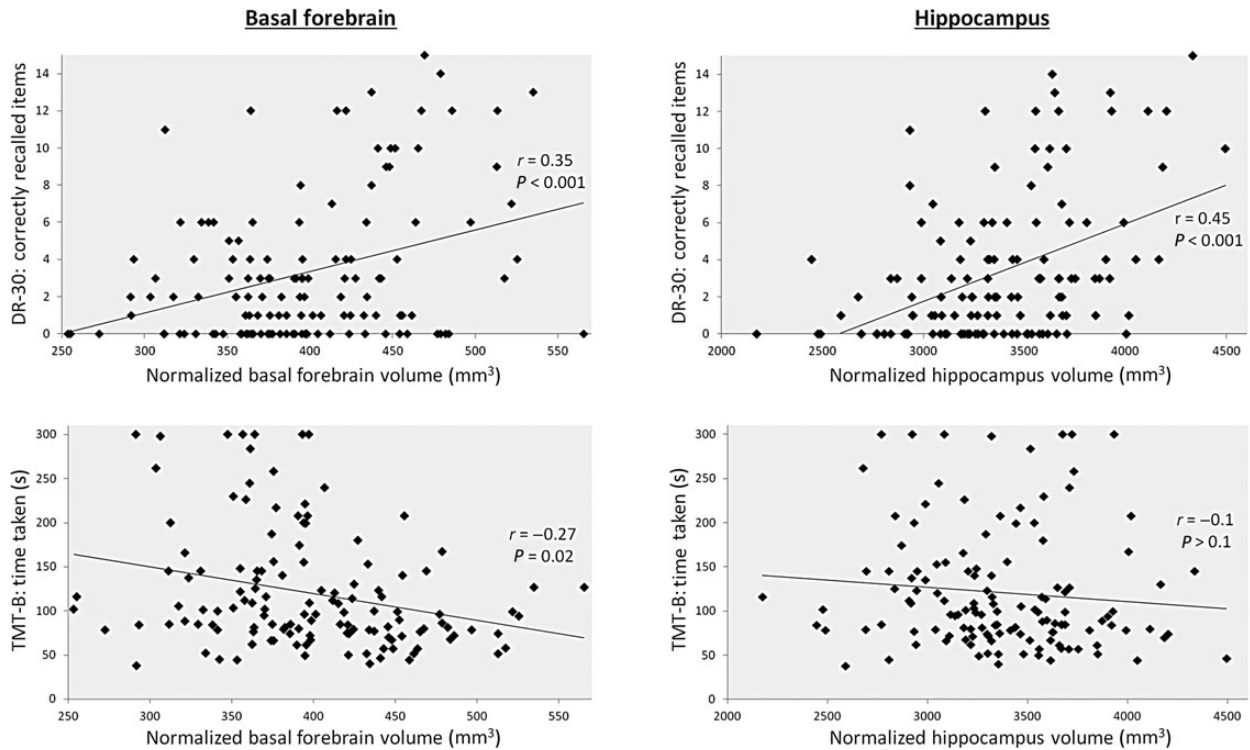 Basal forebrain
Hippocampus
DR-30: correctly recalled items
14
12
10
8
6
4
2
0
r = 0.35
P < 0.001
250 300 350 400 450 500 550
Normalized basal forebrain volume (mm³)
DR-30: correctly recalled items
14
12
10
8
6
4
2
0
r = 0.45
P < 0.001
2000 2500 3000 3500 4000 4500
Normalized hippocampus volume (mm³)
TMT-B: time taken (s)
300
250
200
150
100
50
0
r = −0.27
P = 0.02
250 300 350 400 450 500 550
Normalized basal forebrain volume (mm³)
TMT-B: time taken (s)
300
250
200
150
100
50
0
r = −0.1
P > 0.1
2000 2500 3000 3500 4000 4500
Normalized hippocampus volume (mm³)